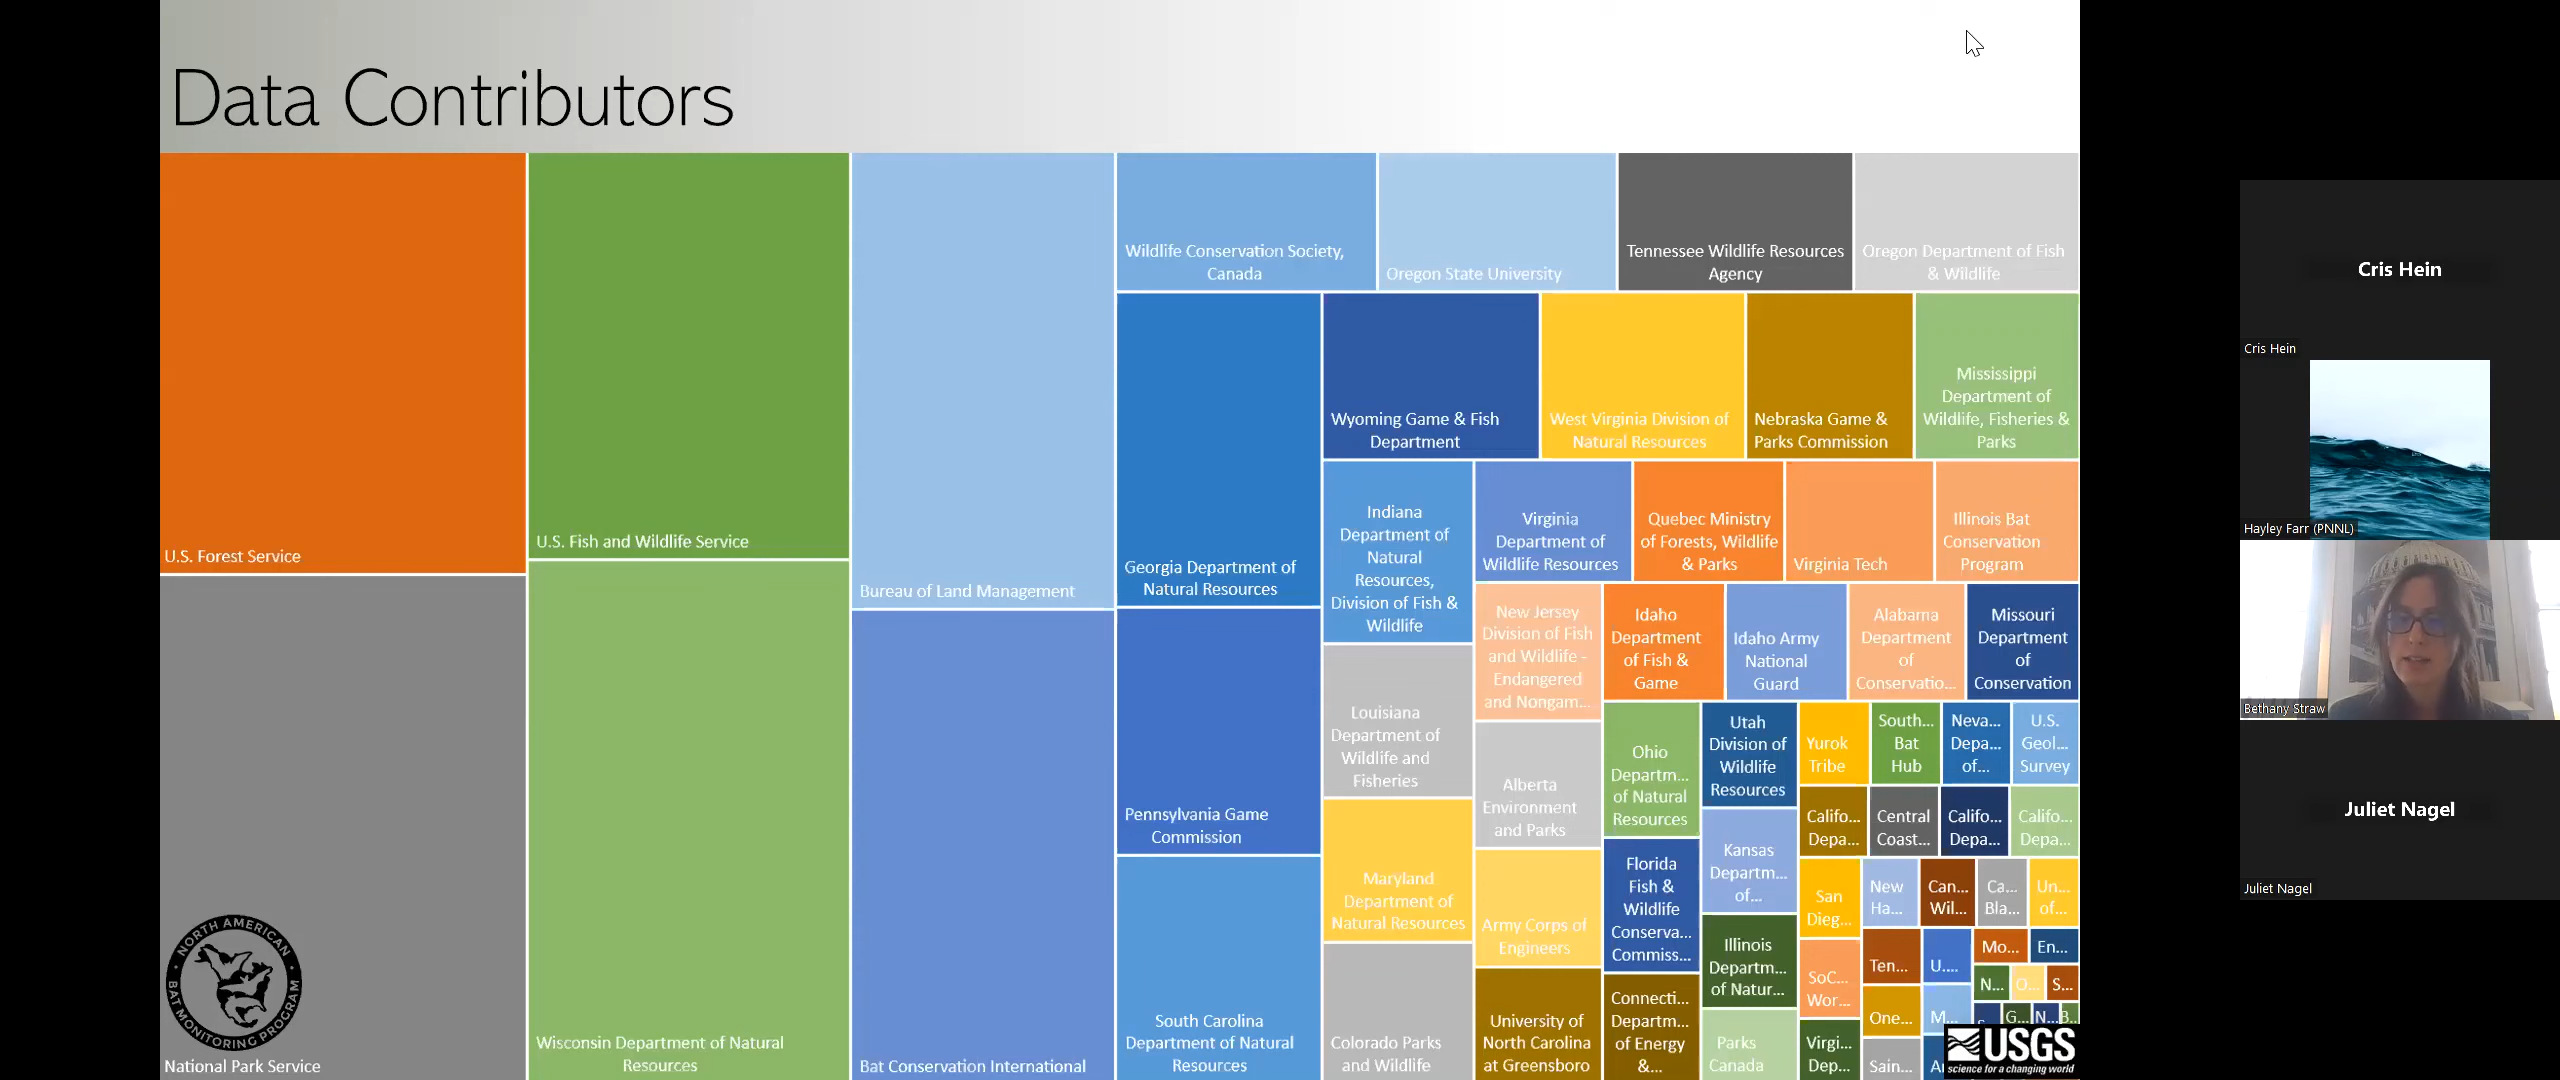 Data Contributors
U.S. Forest Service
National Park Service
NORTH AMERICAN
BAT MONITORING PROGRAM
U.S. Fish and Wildlife Service
Wisconsin Department of Natural
Resources
Bureau of Land Management
Bat Conservation International
Wildlife Conservation Society,
Canada
Oregon State University
Tennessee Wildlife Resources
Agency
Oregon Department of Fish
& Wildlife
Georgia Department of
Natural Resources
Pennsylvania Game
Commission
South Carolina
Department of Natural
Resources
Wyoming Game & Fish
Department
West Virginia Division of
Natural Resources
Nebraska Game &
Parks Commission
Mississippi
Department of
Wildlife, Fisheries &
Parks
Indiana
Department of
Natural
Resources,
Division of Fish &
Wildlife
Louisiana
Department of
Wildlife and
Fisheries
Maryland
Department of
Natural Resources
Colorado Parks
and Wildlife
Virginia
Department of
Wildlife Resources
Quebec Ministry
of Forests, Wildlife
& Parks
Virginia Tech
Illinois Bat
Conservation
Program
New Jersey
Division of Fish
and Wildlife -
Endangered
and Nongam...
Alberta
Environment
and Parks
Army Corps of
Engineers
University of
North Carolina
at Greensboro
Idaho
Department
of Fish &
Game
Idaho Army
National
Guard
Alabama
Department
of
Conservatio...
Missouri
Department
of
Conservation
Ohio
Departm...
of Natural
Resources
Florida
Fish &
Wildlife
Conserva...
Commiss...
Connecti...
Departm...
of Energy
&...
Utah
Division of
Wildlife
Resources
Kansas
Departm...
of...
Illinois
Departm...
of Natur...
Parks
Canada
Yurok
Tribe
South...
Bat
Hub
Neva...
Depa...
of...
U.S.
Geol...
Survey
Califo...
Depa...
Central
Coast...
Califo...
Depa...
Califo...
Depa...
San
Dieg...
SoC...
Wor...
Virgi...
Dep...
New
Ha...
Can...
Wil...
Ca...
Bla...
Un...
of...
Ten...
U....
Mo...
En...
N...
O...
S...
One...
M...
G...
N...
B...
Sain...
USGS
science for a changing world
Cris Hein
Cris Hein
Hayley Farr (PNNL)
Bethany Straw
Juliet Nagel
Juliet Nagel